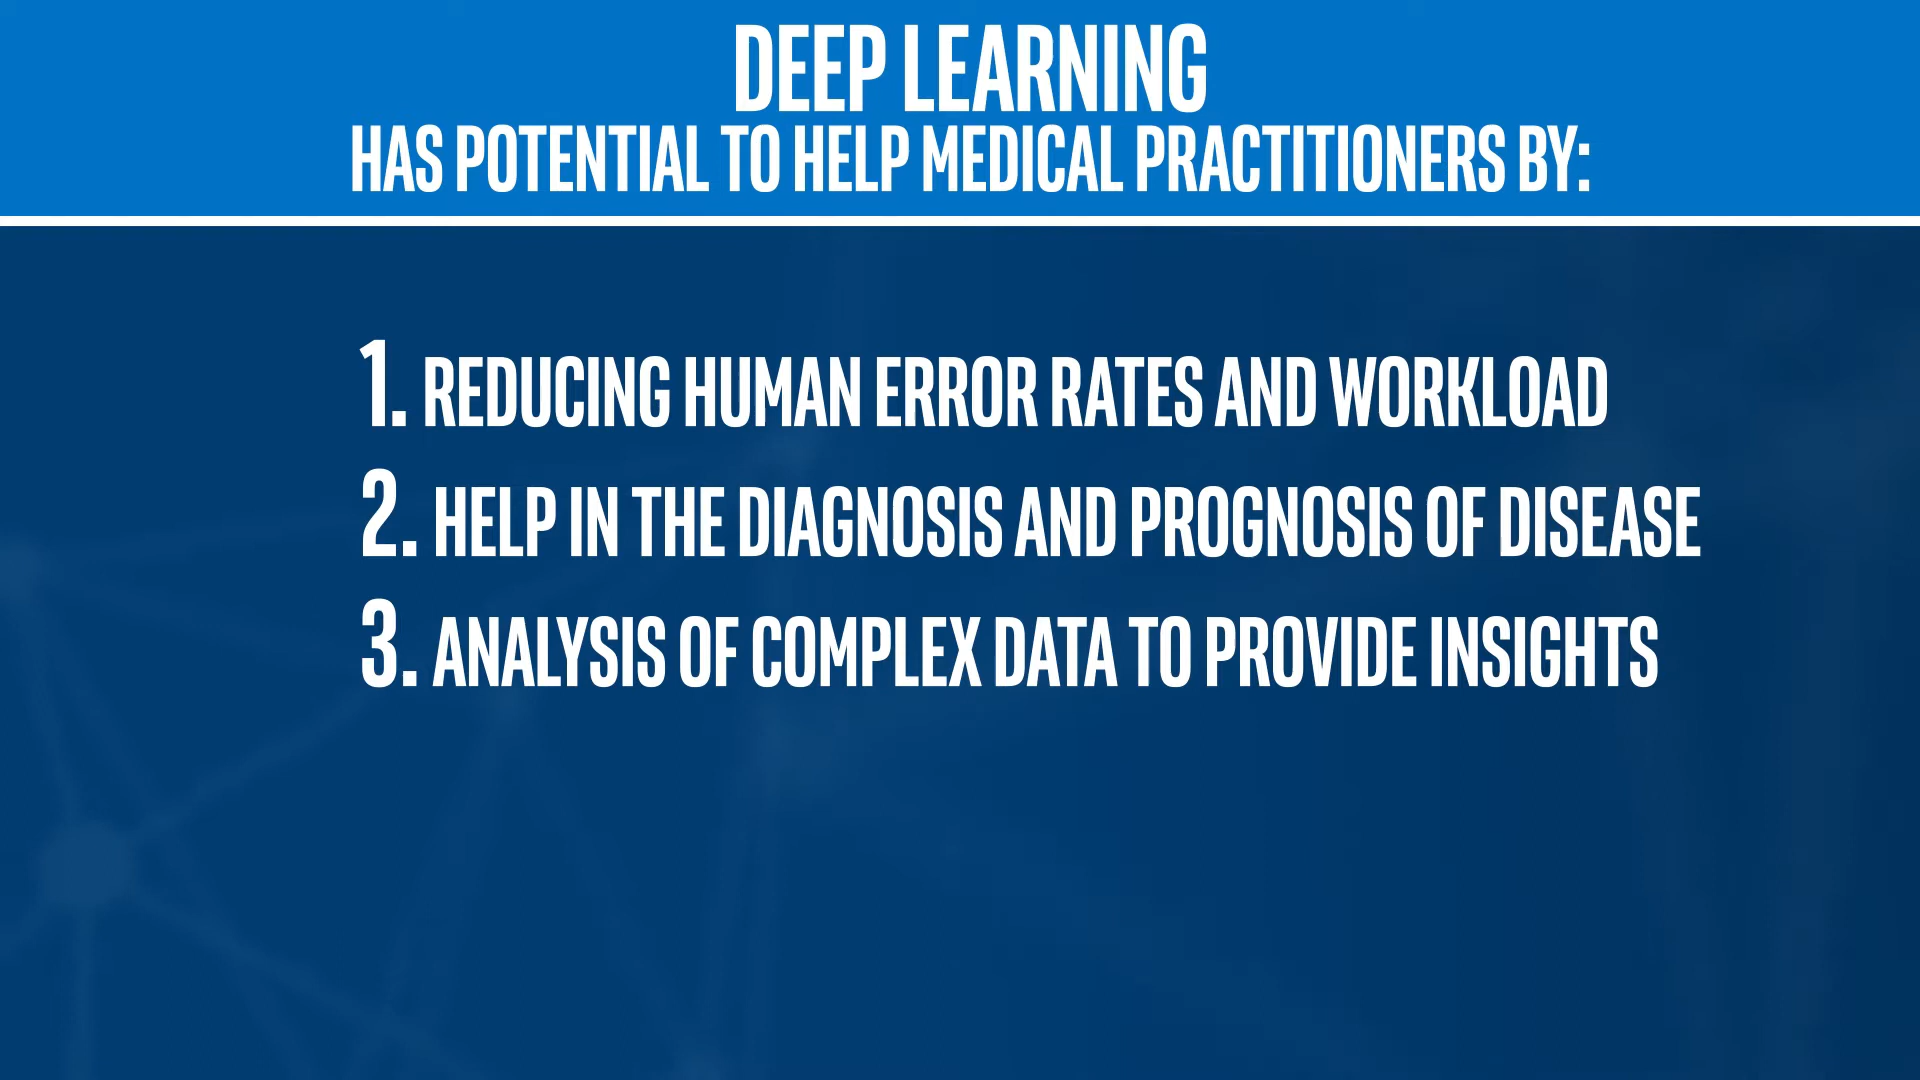 DEEP LEARNING
HAS POTENTIAL TO HELP MEDICAL PRACTITIONERS BY:
1. REDUCING HUMAN ERROR RATES AND WORKLOAD
2. HELP IN THE DIAGNOSIS AND PROGNOSIS OF DISEASE
3. ANALYSIS OF COMPLEX DATA TO PROVIDE INSIGHTS